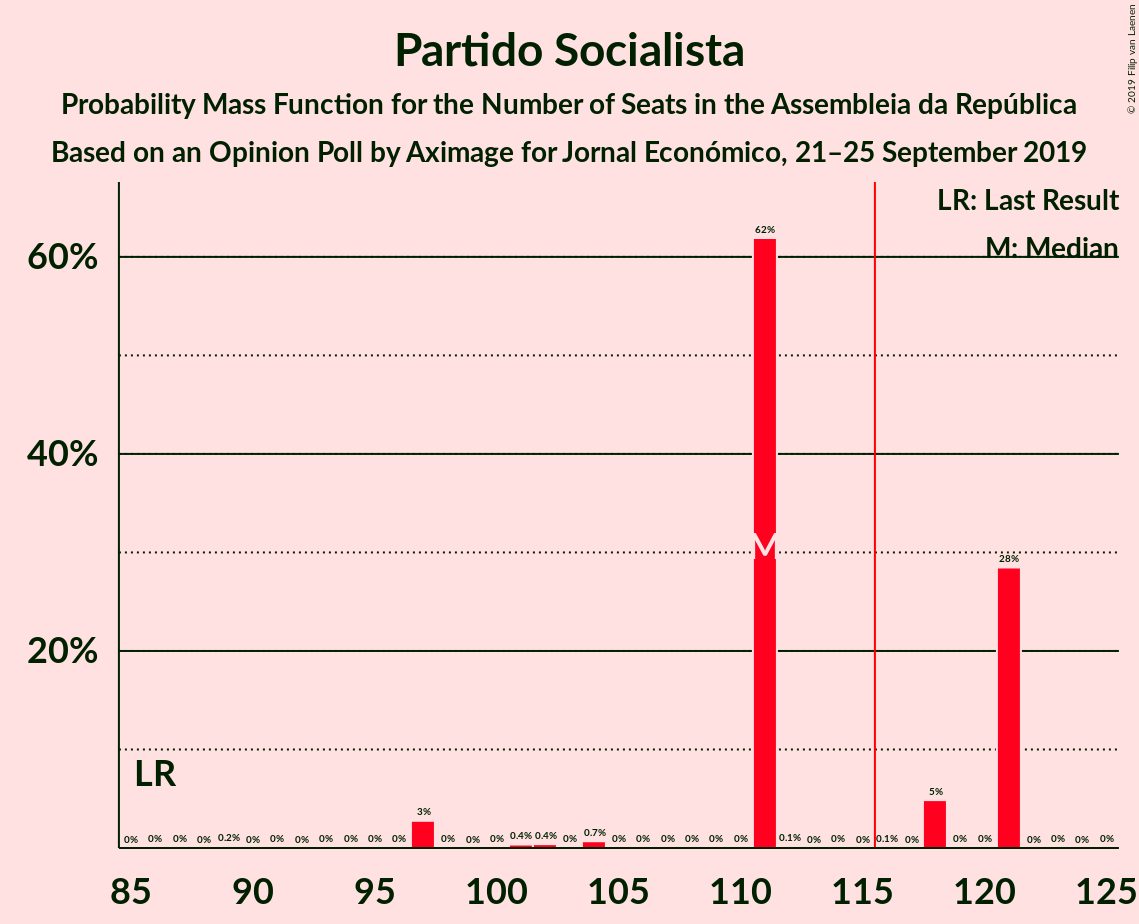 Partido Socialista
Probability Mass Function for the Number of Seats in the Assembleia da República
Based on an Opinion Poll by Aximage for Jornal Económico, 21–25 September 2019
© 2019 Filip van Laenen
LR: Last Result
M: Median
60%
40%
20%
LR
M
0% 0% 0% 0% 0.2% 0% 0% 0% 0% 0% 0% 0% 3% 0% 0% 0% 0.4% 0.4% 0% 0.7% 0% 0% 0% 0% 0% 0% 62% 0.1% 0% 0% 0% 0.1% 0% 5% 0% 0% 28% 0% 0% 0% 0%
85 90 95 100 105 110 115 120 125